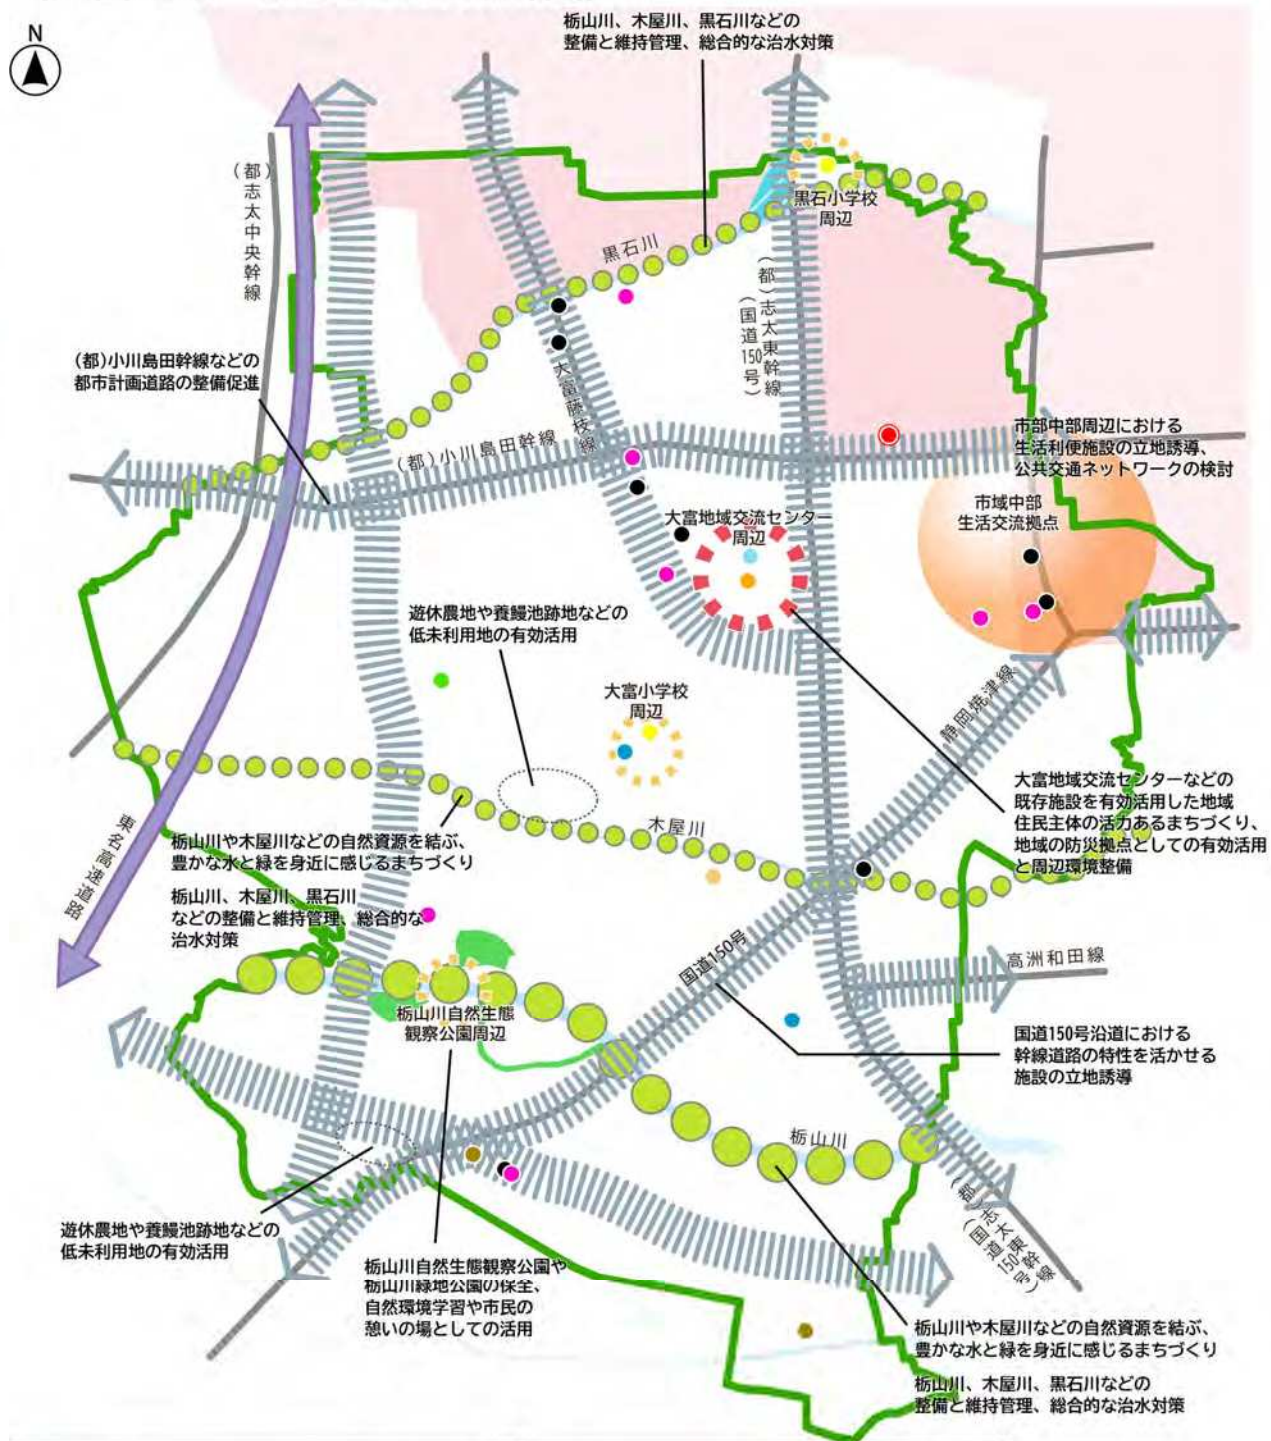 栃山川、木屋川、黒石川などの
整備と維持管理、総合的な治水対策
N
(都)志太中央幹線
黒石小学校
周辺
黒石川
(都)志太東幹線
(国道150号)
(都)小川島田幹線などの
都市計画道路の整備促進
大富藤枝線
(都)小川島田幹線
市部中部周辺における
生活利便施設の立地誘導、
公共交通ネットワークの検討
市域中部
生活交流拠点
大富地域交流センター
周辺
遊休農地や養鰻池跡地などの
低未利用地の有効活用
大富小学校
周辺
静岡焼津線
大富地域交流センターなどの
既存施設を有効活用した地域
住民主体の活力あるまちづくり、
地域の防災拠点としての有効活用
と周辺環境整備
木屋川
東名高速道路
栃山川や木屋川などの自然資源を結ぶ、
豊かな水と緑を身近に感じるまちづくり
栃山川、木屋川、黒石川
などの整備と維持管理、総合的な
治水対策
国道150号
高洲和田線
栃山川自然生態
観察公園周辺
国道150号沿道における
幹線道路の特性を活かせる
施設の立地誘導
栃山川
(都)志太東幹線
(国道150号)
遊休農地や養鰻池跡地などの
低未利用地の有効活用
栃山川自然生態観察公園や
栃山川緑地公園の保全、
自然環境学習や市民の
憩いの場としての活用
栃山川や木屋川などの自然資源を結ぶ、
豊かな水と緑を身近に感じるまちづくり
栃山川、木屋川、黒石川などの
整備と維持管理、総合的な治水対策